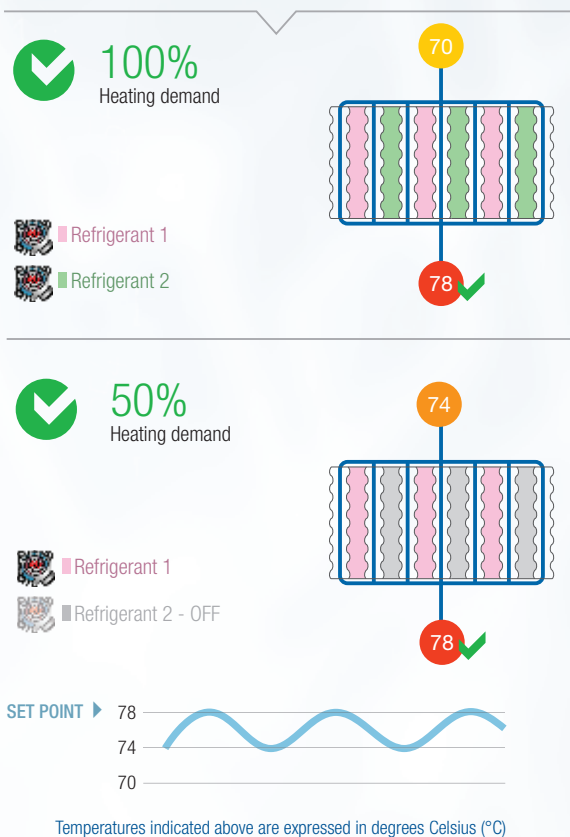 100%
Heating demand
70
Refrigerant 1
Refrigerant 2
78
50%
Heating demand
74
Refrigerant 1
Refrigerant 2 - OFF
78
SET POINT 78
74
70
Temperatures indicated above are expressed in degrees Celsius (°C)